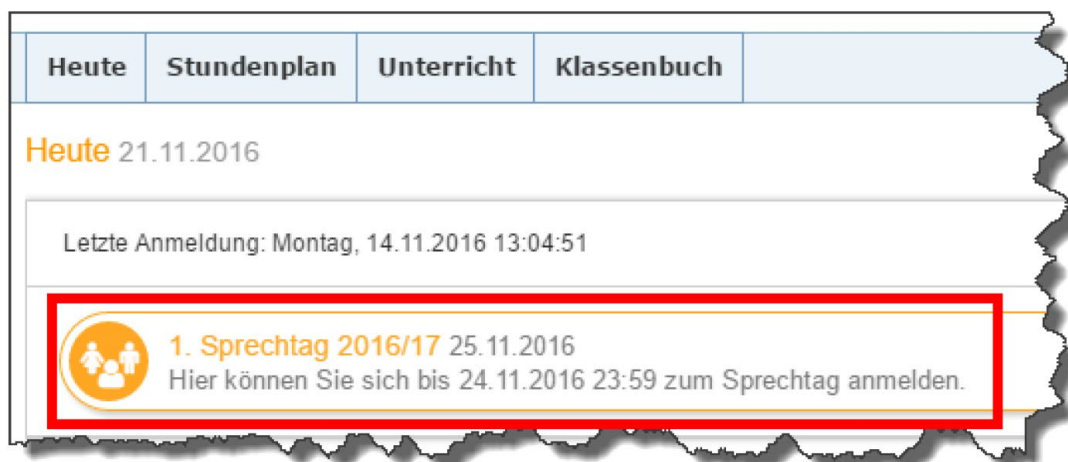 Heute Stundenplan Unterricht Klassenbuch
Heute 21.11.2016
Letzte Anmeldung: Montag, 14.11.2016 13:04:51
1. Sprechtag 2016/17 25.11.2016
Hier können Sie sich bis 24.11.2016 23:59 zum Sprechtag anmelden.